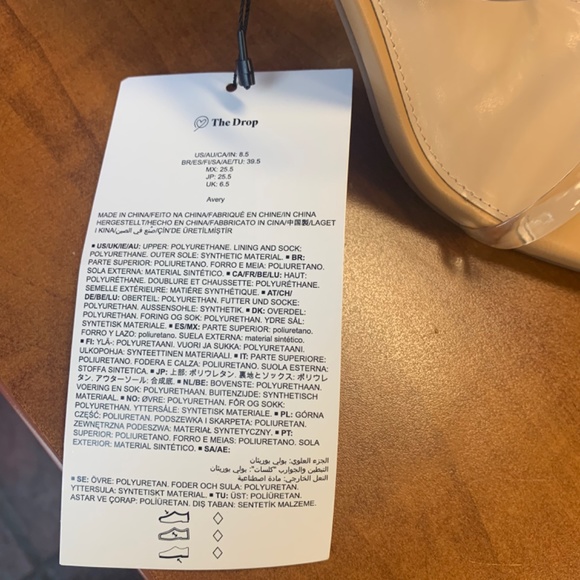 The Drop
US/AU/CA/IN: 8.5
BR/ES/FI/SA/AE/TU: 39.5
MX: 25.5
JP: 25.5
UK: 6.5
Avery
MADE IN CHINA/FEITO NA CHINA/FABRIQUÉ EN CHINE/IN CHINA
HERGESTELLT/HECHO EN CHINA/FABBRICATO IN CINA/中国製/LAGET
I KINA/صنع في الصين/ÇİNDE ÜRETİLMİŞTİR
■ US/UK/IE/AU: UPPER: POLYURETHANE. LINING AND SOCK:
POLYURETHANE. OUTER SOLE: SYNTHETIC MATERIAL. ■ BR:
PARTE SUPERIOR: POLIURETANO. FORRO E MEIA: POLIURETANO.
SOLA EXTERNA: MATERIAL SINTÉTICO. ■ CA/FR/BE/LU: HAUT:
POLYURÉTHANE. DOUBLURE ET CHAUSSETTE: POLYURÉTHANE.
SEMELLE EXTÉRIEURE: MATIÈRE SYNTHÉTIQUE. ■ AT/CH/
DE/BE/LU: OBERTEIL: POLYURETHAN. FUTTER UND SOCKE:
POLYURETHAN. AUSSENSOHLE: SYNTHETIK. ■ DK: OVERDEL:
POLYURETHAN. FORING OG SOK: POLYURETHAN. YDRE SÅL:
SYNTETISK MATERIALE. ■ ES/MX: PARTE SUPERIOR: poliuretano.
FORRO Y LAZO: poliuretano. SUELA EXTERNA: material sintético.
■ FI: YLÄ-: POLYURETAANI. VUORI JA SUKKA: POLYURETAANI.
ULKOPOHJA: SYNTEETTINEN MATERIAALI. ■ IT: PARTE SUPERIORE:
POLIURETANO. FODERA E CALZA: POLIURETANO. SUOLA ESTERNA:
STOFFA SINTETICA. ■ JP: 上部: ポリウレタン. 裏地とソックス: ポリウレ
タン. アウターソール: 合成底. ■ NL/BE: BOVENSTE: POLYURETHAAN.
VOERING EN SOK: POLYURETHAAN. BUITENZIJDE: SYNTHETISCH
MATERIAAL. ■ NO: ØVRE: POLYURETAN. FÔR OG SOKK:
POLYURETHAN. YTTERSÅLE: SYNTETISK MATERIALE. ■ PL: GÓRNA
CZĘŚĆ: POLIURETAN. PODSZEWKA I SKARPETA: POLIURETAN.
ZEWNĘTRZNA PODESZWA: MATERIAŁ SYNTETYCZNY. ■ PT:
SUPERIOR: POLIURETANO. FORRO E MEIAS: POLIURETANO. SOLA
EXTERIOR: MATERIAL SINTÉTICO. ■ SA/AE:
الجزء العلوي: بولي يوريثان
التبطين والجوارب "كلسات": بولي يوريثان
النعل الخارجي: مادة اصطناعية
■ SE: ÖVRE: POLYURETAN. FODER OCH SULA: POLYURETAN.
YTTERSULA: SYNTETISKT MATERIAL. ■ TU: ÜST: POLİÜRETAN.
ASTAR VE ÇORAP: POLİÜRETAN. DIŞ TABAN: SENTETİK MALZEME.